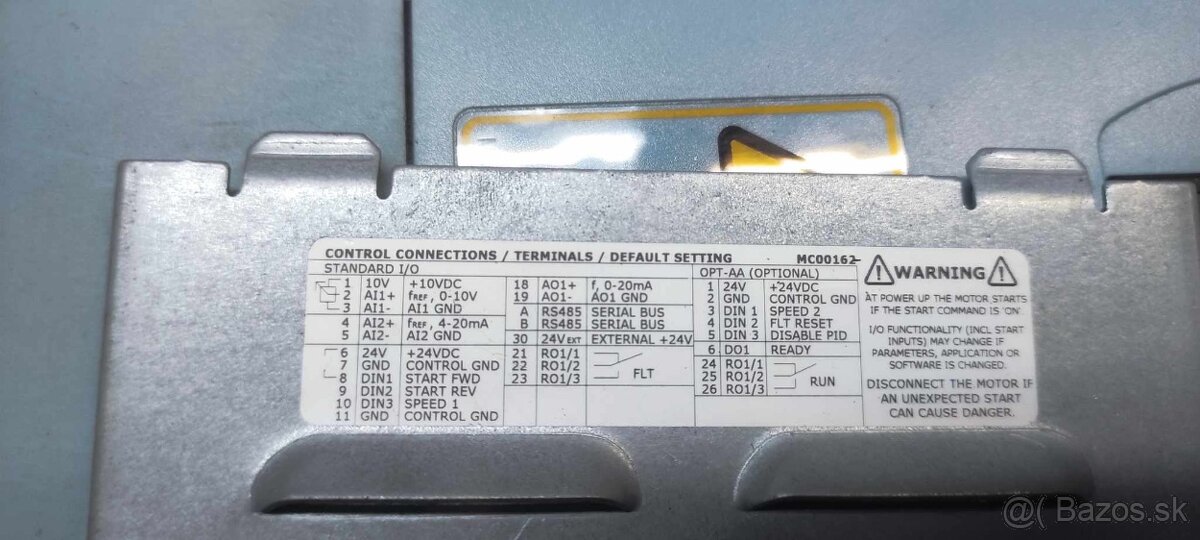 CONTROL CONNECTIONS / TERMINALS / DEFAULT SETTING MC00162-
STANDARD I/O
1 10V +10VDC
2 AI1+ fREF, 0-10V
3 AI1- AI1 GND
4 AI2+ fREF, 4-20mA
5 AI2- AI2 GND
6 24V +24VDC
7 GND CONTROL GND
8 DIN1 START FWD
9 DIN2 START REV
10 DIN3 SPEED 1
11 GND CONTROL GND
18 AO1+ f, 0-20mA
19 AO1- AO1 GND
A RS485 SERIAL BUS
B RS485 SERIAL BUS
30 24VEXT EXTERNAL +24V
21 RO1/1
22 RO1/2
23 RO1/3
FLT
OPT-AA (OPTIONAL)
1 24V +24VDC
2 GND CONTROL GND
3 DIN 1 SPEED 2
4 DIN 2 FLT RESET
5 DIN 3 DISABLE PID
6 DO1 READY
24 RO1/1
25 RO1/2
26 RO1/3
RUN
WARNING
AT POWER UP THE MOTOR STARTS
IF THE START COMMAND IS 'ON'
I/O FUNCTIONALITY (INCL START
INPUTS) MAY CHANGE IF
PARAMETERS, APPLICATION OR
SOFTWARE IS CHANGED.
DISCONNECT THE MOTOR IF
AN UNEXPECTED START
CAN CAUSE DANGER.
@( Bazos.sk